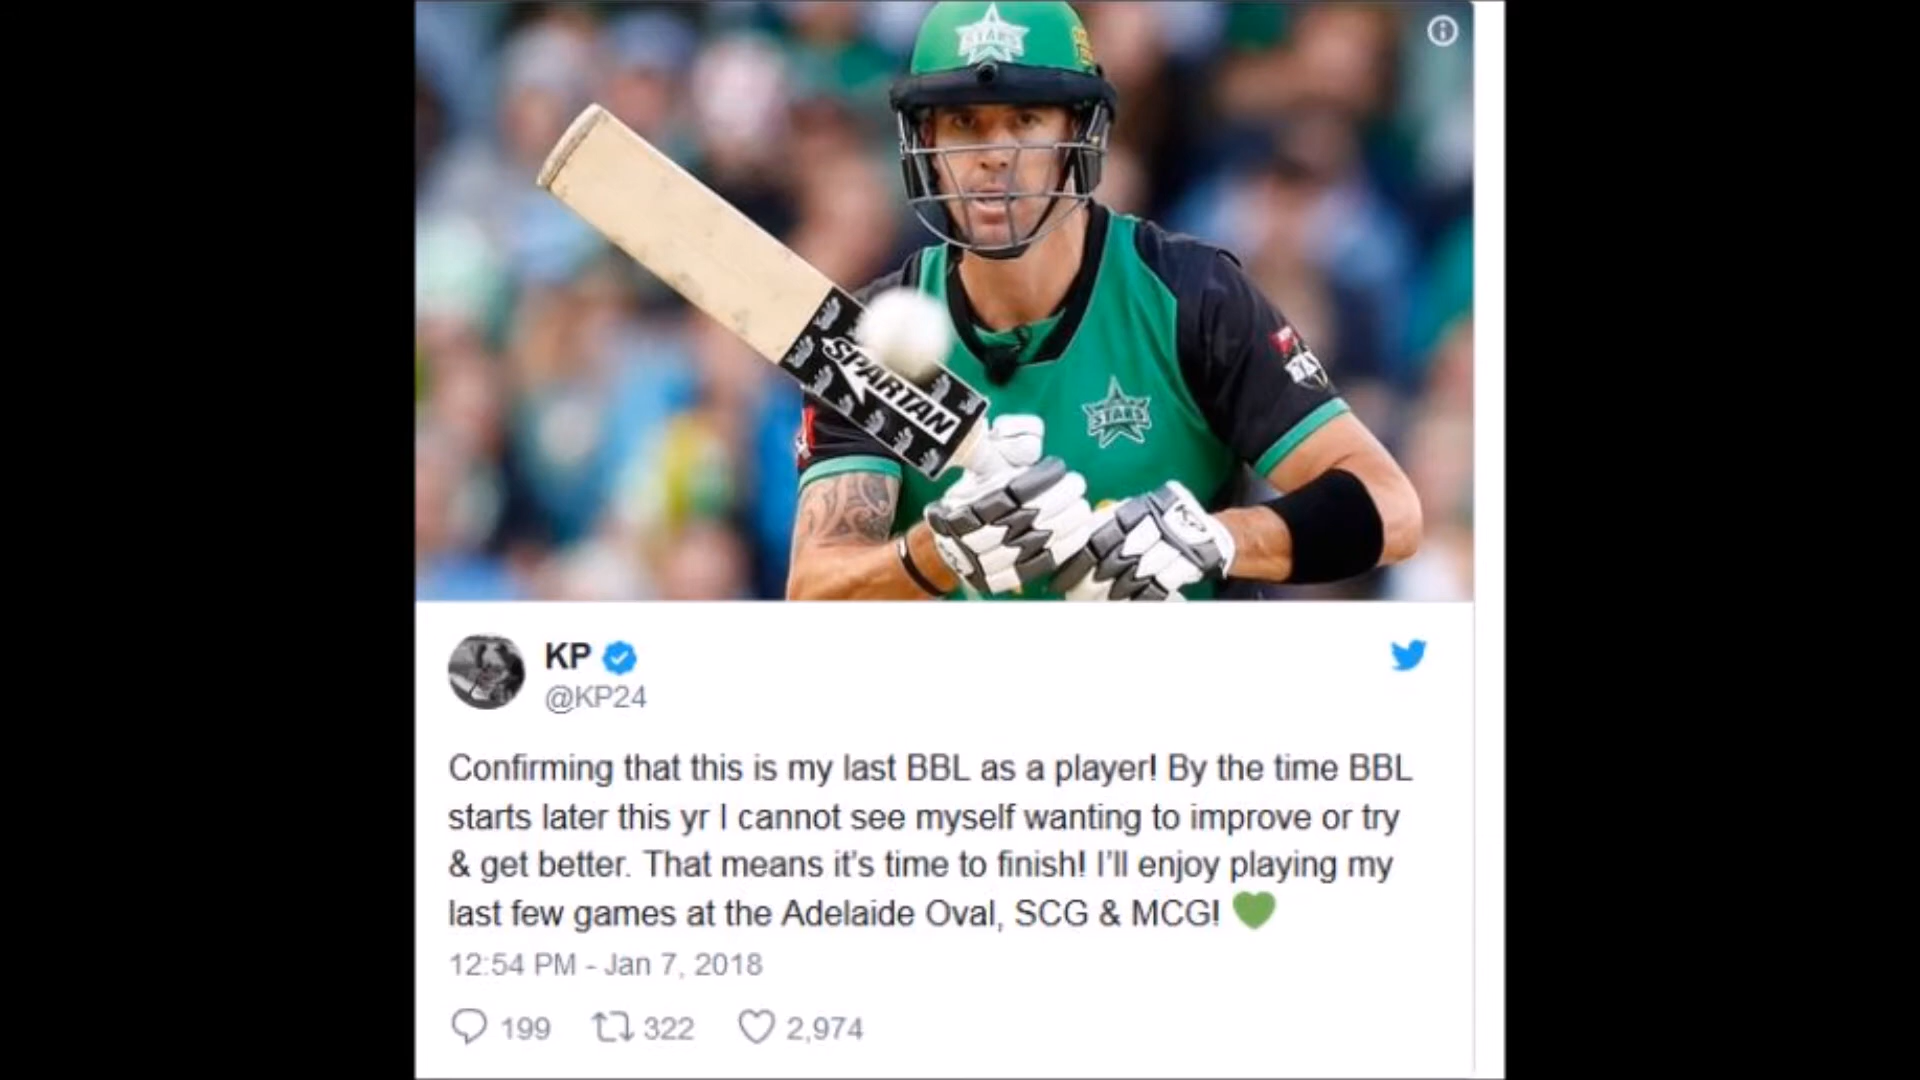 STARS
SPARTAN
STARS
KP
@KP24
Confirming that this is my last BBL as a player! By the time BBL
starts later this yr I cannot see myself wanting to improve or try
& get better. That means it's time to finish! I'll enjoy playing my
last few games at the Adelaide Oval, SCG & MCG! 💚
12:54 PM - Jan 7, 2018
199 322 2,974